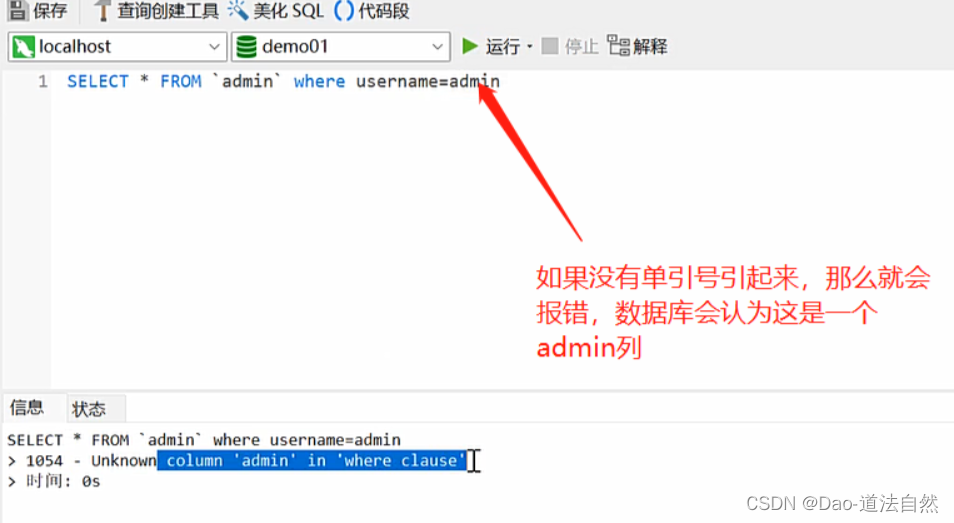 保存 查询创建工具 美化 SQL () 代码段
localhost demo01 运行 · 停止 解释
1 SELECT * FROM `admin` where username=admin
如果没有单引号引起来，那么就会
报错，数据库会认为这是一个
admin列
信息 状态
SELECT * FROM `admin` where username=admin
> 1054 - Unknown column 'admin' in 'where clause'
> 时间: 0s
CSDN @Dao-道法自然